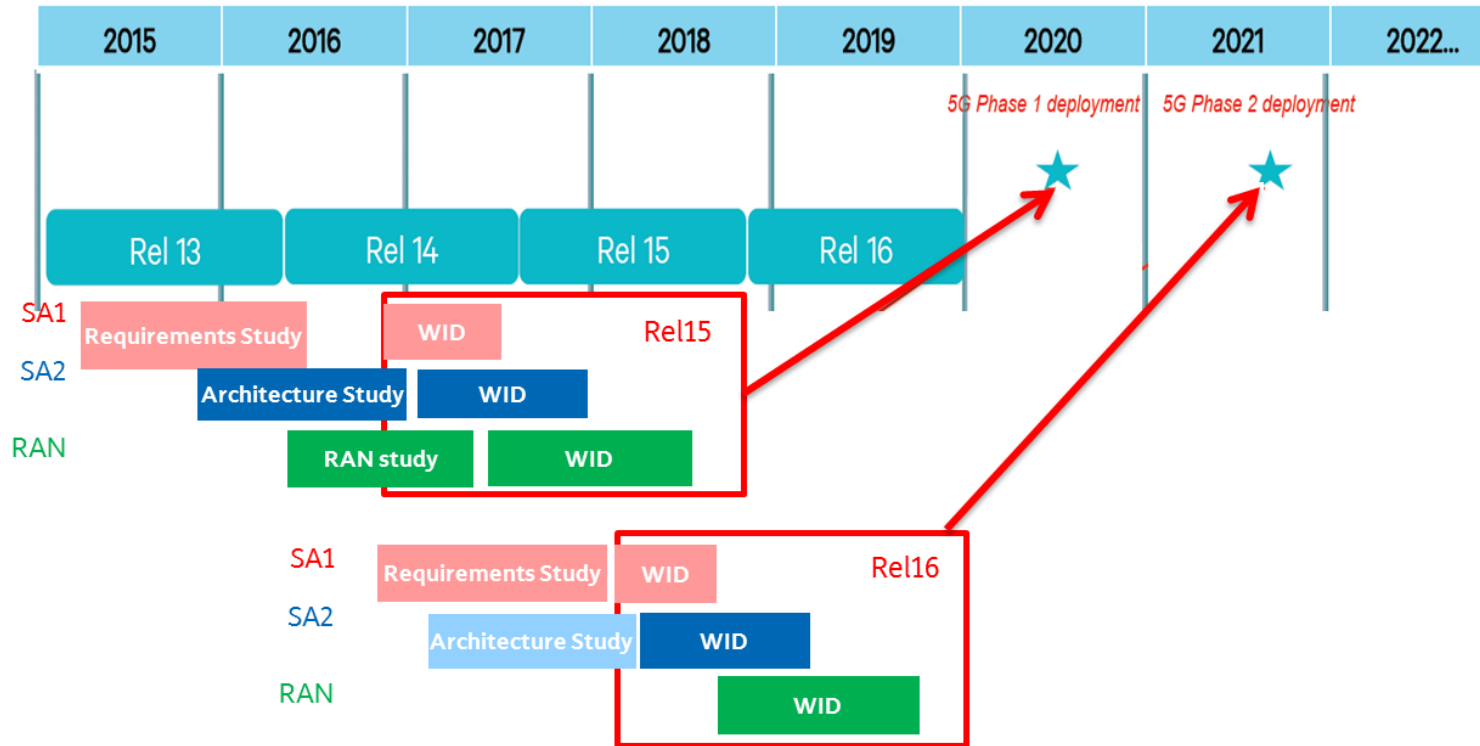 2015 2016 2017 2018 2019 2020 2021 2022...
5G Phase 1 deployment 5G Phase 2 deployment
Rel 13 Rel 14 Rel 15 Rel 16
SA1
Requirements Study WID Rel15
SA2
Architecture Study WID
RAN
RAN study WID
SA1 Requirements Study WID Rel16
SA2
Architecture Study WID
RAN
WID